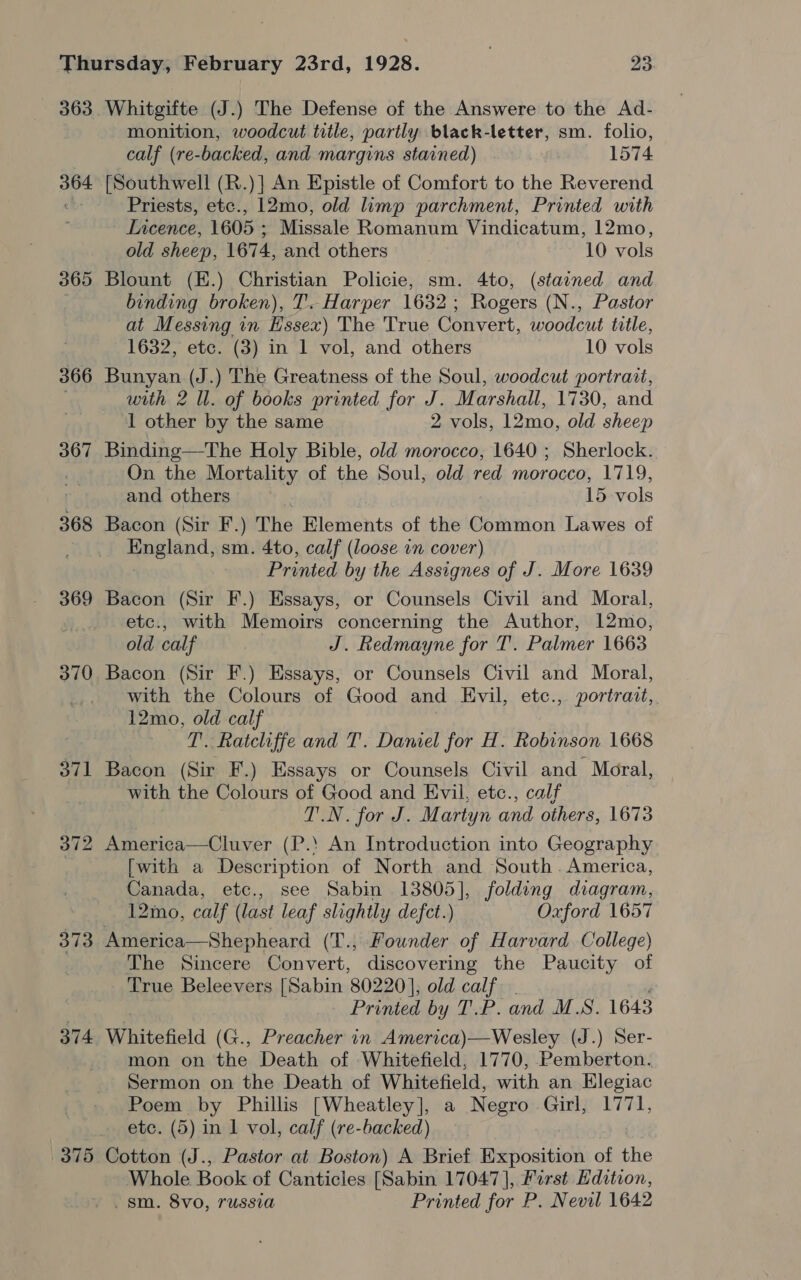 Thursday, February 23rd, 1928. 23
363 Whitgifte (J.) The Defense of the Answere to the Ad-
monition, woodcut title, partly black-letter, sm. folio,
calf (re-backed, and margins stained) 1574
364 [Southwell (R.)] An Epistle of Comfort to the Reverend
Priests, etc., 12mo, old limp parchment, Printed with
Licence, 1605 ; Missale Romanum Vindicatum, 12mo,
old sheep, 1674, and others 10 vols
365 Blount (E.) Christian Policie, sm. 4to, (stained and
binding broken), T. Harper 1632 ; Rogers (N., Pastor
at Messing in Essex) The True Convert, woodcut title,
1632, etc. (3) in 1 vol, and others 10 vols
366 Bunyan (J.) The Greatness of the Soul, woodcut portrait,
with 2 ll. of books printed for J. Marshall, 1730, and
1 other by the same 2 vols, 12mo, old sheep
367 Binding—The Holy Bible, old morocco, 1640 ; Sherlock.
On the Mortality of the Soul, old red morocco, 1719,
and others 15 vols
368 Bacon (Sir F.) The Elements of the Common Lawes of
England, sm. 4to, calf (loose in cover)
Printed by the Assignes of J. More 1639
369 Bacon (Sir F.) Essays, or Counsels Civil and Moral,
etc., with Memoirs concerning the Author, 12mo,
old calf J. Redmayne for T. Palmer 1663
370 Bacon (Sir F.) Essays, or Counsels Civil and Moral,
with the Colours of Good and Evil, etc., portrait,
12mo, old calf
T. Ratcliffe and T. Daniel for H. Robinson 1668
371 Bacon (Sir F.) Essays or Counsels Civil and Moral,
with the Colours of Good and Evil, etc., calf
T.N. for J. Martyn and others, 1673
372 America—Cluver (P.) An Introduction into Geography
[with a Description of North and South America,
Canada, etc., see Sabin 13805], folding diagram,
12mo, calf (last leaf slightly defct.) Oxford 1657
373 America—Shepheard (T., Founder of Harvard College)
The Sincere Convert, discovering the Paucity of
True Beleevers [Sabin 80220], old calf
Printed by T.P. and M.S. 1643
374 Whitefield (G., Preacher in America)—Wesley (J.) Ser-
mon on the Death of Whitefield, 1770, Pemberton.
Sermon on the Death of Whitefield, with an Elegiac
Poem by Phillis [Wheatley], a Negro Girl, 1771,
etc. (5) in 1 vol, calf (re-backed)
375 Cotton (J., Pastor at Boston) A Brief Exposition of the
Whole Book of Canticles [Sabin 17047], First Edition,
sm. 8vo, russia Printed for P. Nevil 1642